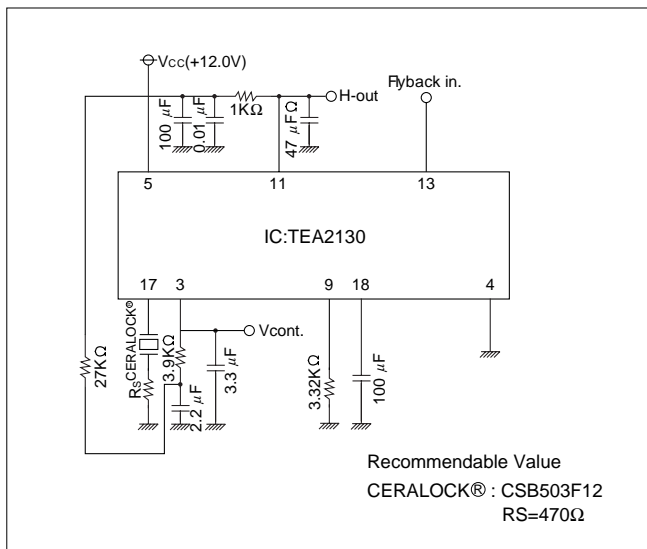 Vcc(+12.0V)
Flyback in.
100 μF
0.01 μF
1KΩ
H-out
47 μF Ω
5
11
13
IC:TEA2130
17
3
9
18
4
Vcont.
27KΩ
Rs
CERALOCK®
3.9KΩ
2.2 μF
3.3 μF
3.32KΩ
100 μF
Recommendable Value
CERALOCK® : CSB503F12
RS=470Ω